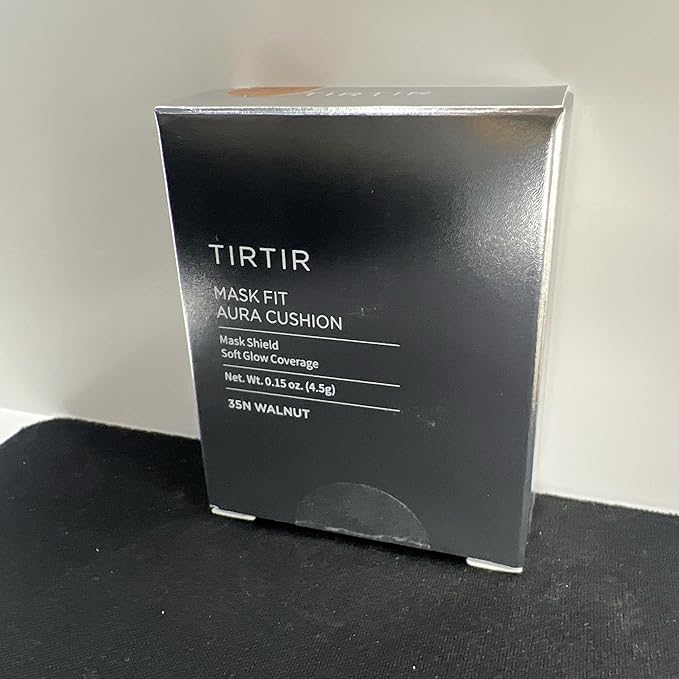 TIRTIR
TIRTIR
MASK FIT
AURA CUSHION
Mask Shield
Soft Glow Coverage
Net. Wt. 0.15 oz. (4.5g)
35N WALNUT